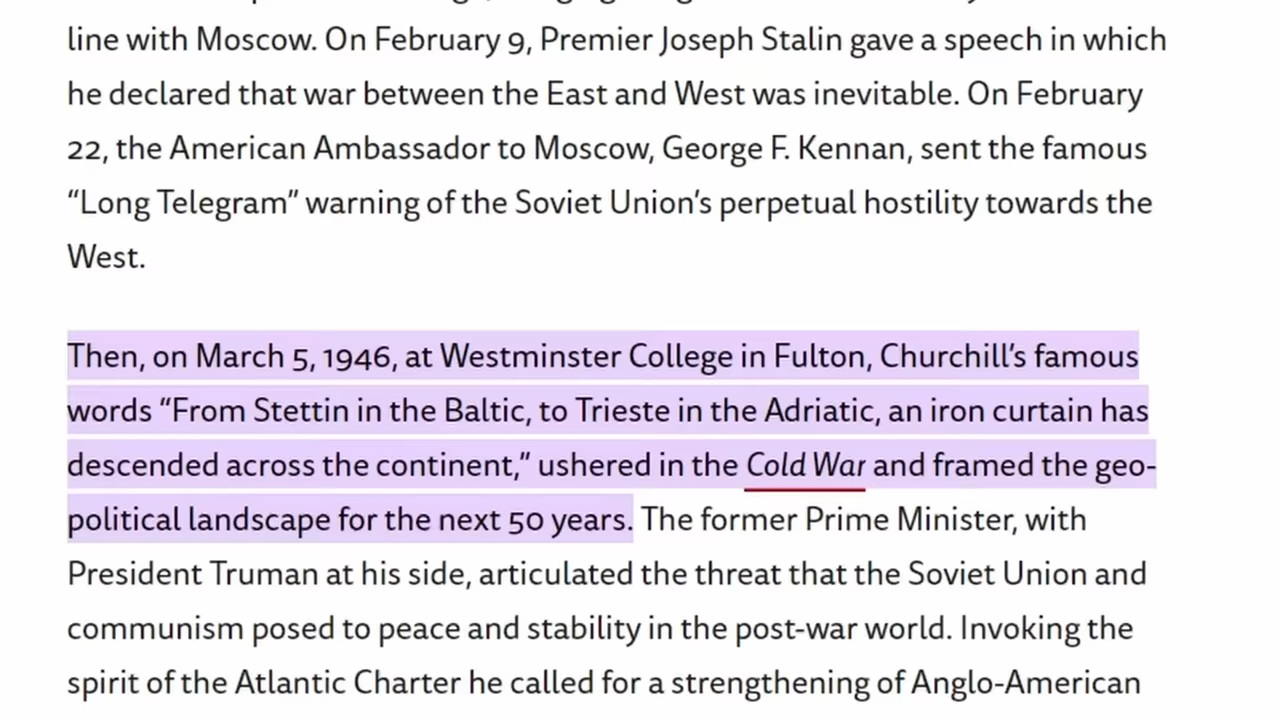 line with Moscow. On February 9, Premier Joseph Stalin gave a speech in which
he declared that war between the East and West was inevitable. On February
22, the American Ambassador to Moscow, George F. Kennan, sent the famous
“Long Telegram” warning of the Soviet Union’s perpetual hostility towards the
West.
Then, on March 5, 1946, at Westminster College in Fulton, Churchill’s famous
words “From Stettin in the Baltic, to Trieste in the Adriatic, an iron curtain has
descended across the continent,” ushered in the Cold War and framed the geo-
political landscape for the next 50 years. The former Prime Minister, with
President Truman at his side, articulated the threat that the Soviet Union and
communism posed to peace and stability in the post-war world. Invoking the
spirit of the Atlantic Charter he called for a strengthening of Anglo-American